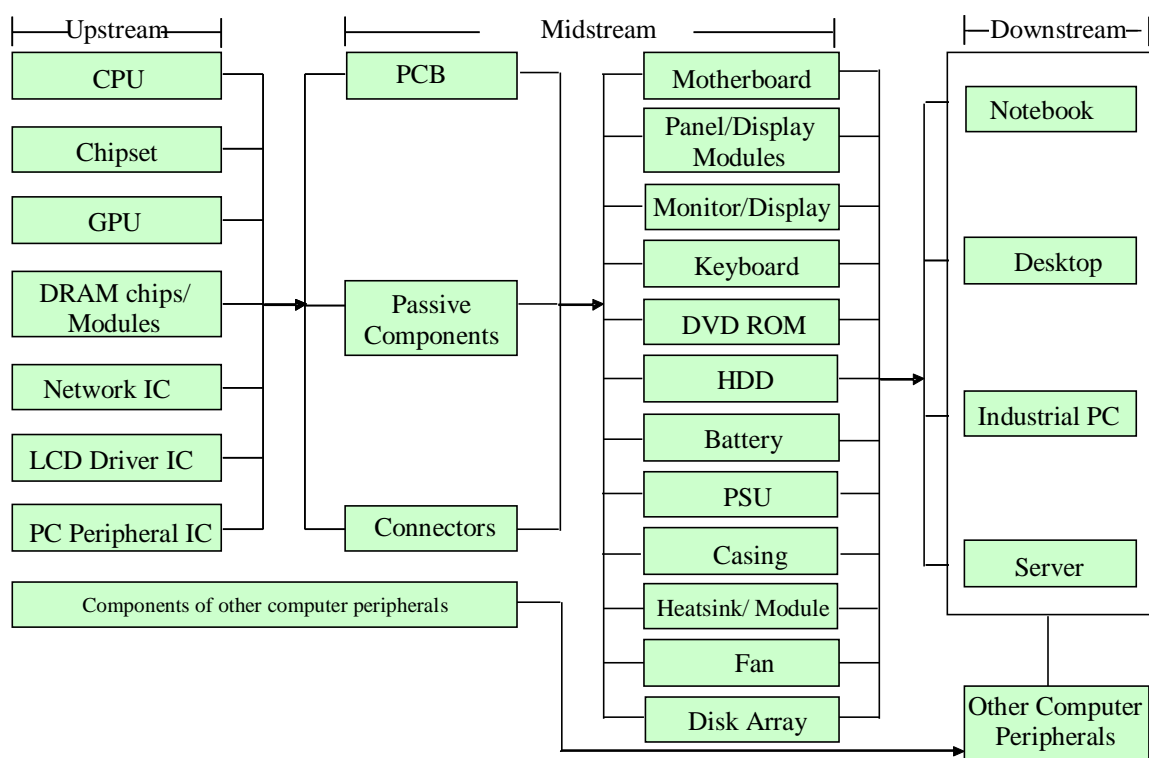 Upstream
Midstream
Downstream
CPU
Chipset
GPU
DRAM chips/
Modules
Network IC
LCD Driver IC
PC Peripheral IC
Components of other computer peripherals
PCB
Passive
Components
Connectors
Motherboard
Panel/Display
Modules
Monitor/Display
Keyboard
DVD ROM
HDD
Battery
PSU
Casing
Heatsink/ Module
Fan
Disk Array
Notebook
Desktop
Industrial PC
Server
Other Computer
Peripherals